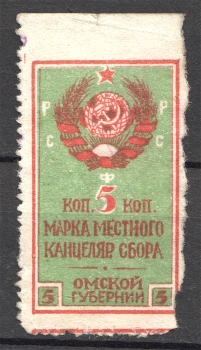 Р Р
С С
Ф
КОП. 5 КОП.
МАРКА МЕСТНОГО
КАНЦЕЛЯР. СБОРА
ОМСКОЙ
5 ГУБЕРНИИ 5